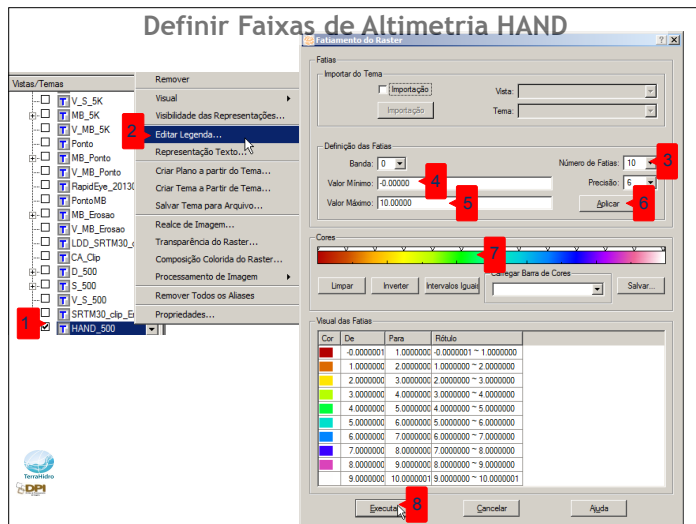 Definir Faixas de Altimetria HAND
Vistas/Temas
V_S_5K
MB_5K
V_MB_5K
Ponto
MB_Ponto
V_MB_Ponto
RapidEye_2013
PontoMB
MB_Erosao
V_MB_Erosao
LDD_SRTM30_c
CA_Clip
D_500
S_500
V_S_500
SRTM30_clip_En
1
HAND_500
Remover
Visual
Visibilidade das Representações...
2
Editar Legenda...
Representação Texto...
Criar Plano a partir do Tema...
Criar Tema a Partir de Tema...
Salvar Tema para Arquivo...
Realce de Imagem...
Transparência do Raster...
Composição Colorida do Raster...
Processamento de Imagem
Remover Todos os Aliases
Propriedades...
Fatiamento do Raster
Fatias
Importar do Tema
Importação
Vista:
Importação
Tema:
Definição das Fatias
Banda: 0
Número de Fatias: 10
3
Valor Mínimo: -0.00000
4
Precisão: 6
Valor Máximo: 10.00000
5
Aplicar
6
Cores
7
Limpar
Inverter
Intervalos Iguais
Carregar Barra de Cores
Salvar...
Visual das Fatias
Cor De Para Rótulo
-0.0000001 1.0000000 -0.0000001 ~ 1.0000000
1.0000000 2.0000000 1.0000000 ~ 2.0000000
2.0000000 3.0000000 2.0000000 ~ 3.0000000
3.0000000 4.0000000 3.0000000 ~ 4.0000000
4.0000000 5.0000000 4.0000000 ~ 5.0000000
5.0000000 6.0000000 5.0000000 ~ 6.0000000
6.0000000 7.0000000 6.0000000 ~ 7.0000000
7.0000000 8.0000000 7.0000000 ~ 8.0000000
8.0000000 9.0000000 8.0000000 ~ 9.0000000
9.0000000 10.0000001 9.0000000 ~ 10.0000001
Executa
8
Cancelar
Ajuda
TerraHidro
DPI